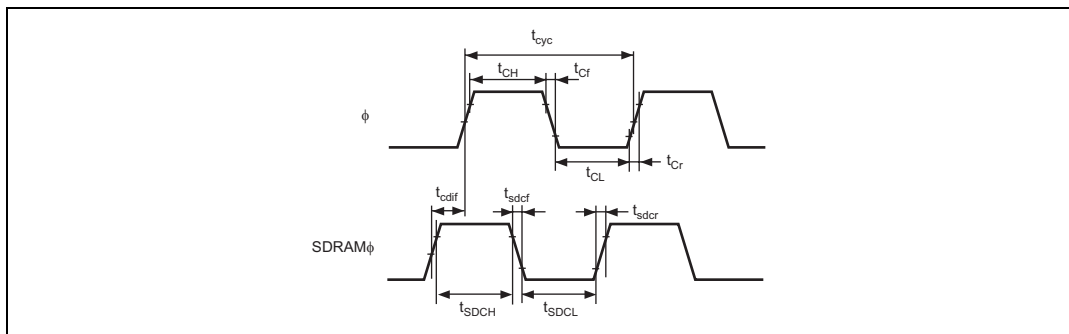 tcyc
tCH
tCf
ϕ
tCL
tCr
tcdif
tsdcf
tsdcr
SDRAMϕ
tSDCH
tSDCL